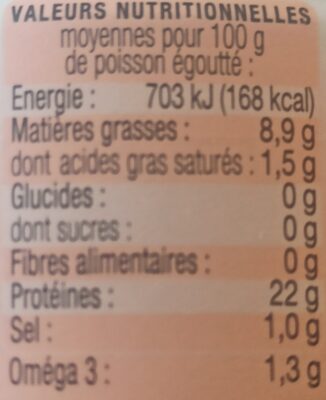 VALEURS NUTRITIONNELLES
moyennes pour 100 g
de poisson égoutté :
Energie : 703 kJ (168 kcal)
Matières grasses : 8,9 g
dont acides gras saturés : 1,5 g
Glucides : 0 g
dont sucres : 0 g
Fibres alimentaires : 0 g
Protéines : 22 g
Sel : 1,0 g
Oméga 3 : 1,3 g